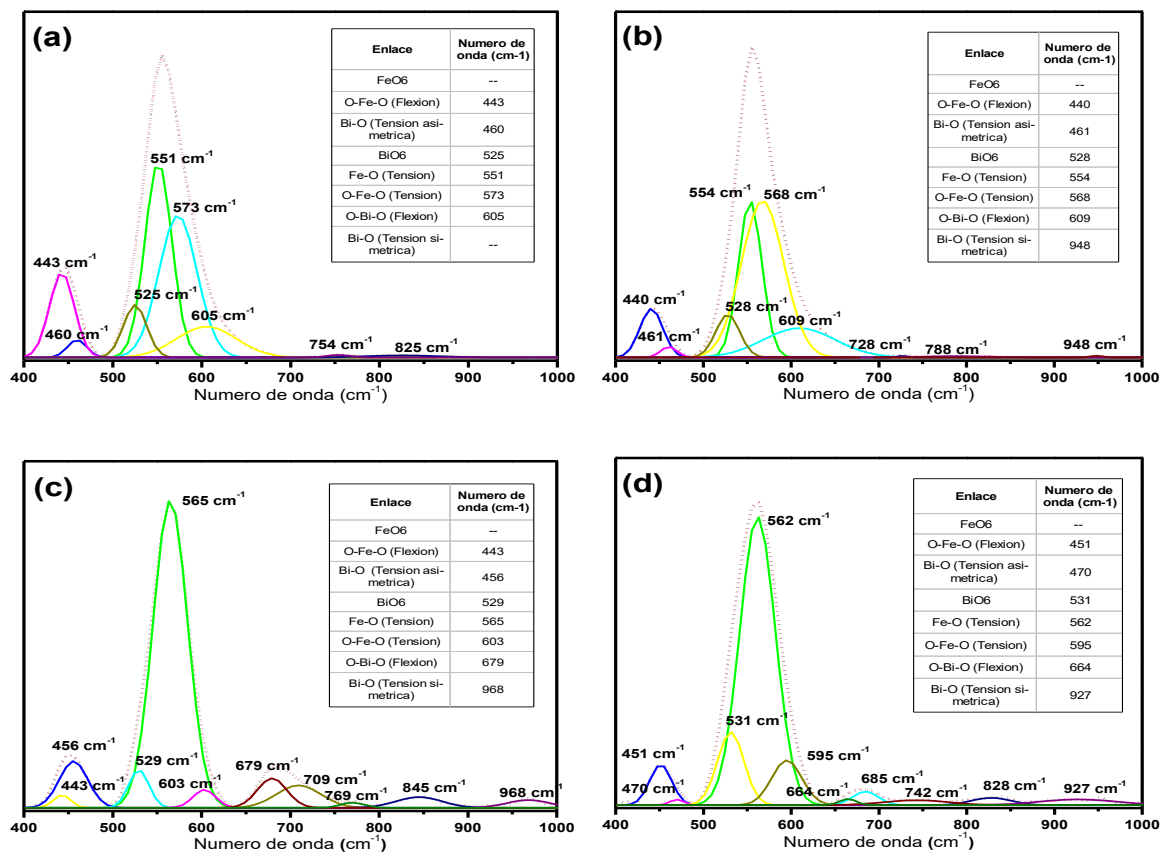 (a)
Enlace Numero de
onda (cm-1)
FeO6 --
O-Fe-O (Flexion) 443
Bi-O (Tension asi-
metrica) 460
BiO6 525
Fe-O (Tension) 551
O-Fe-O (Tension) 573
O-Bi-O (Flexion) 605
Bi-O (Tension si-
metrica) --
551 cm-1
573 cm-1
443 cm-1
525 cm-1
460 cm-1
605 cm-1
754 cm-1
825 cm-1
400 500 600 700 800 900 1000
Numero de onda (cm-1)
(b)
Enlace Numero de
onda (cm-1)
FeO6 --
O-Fe-O (Flexion) 440
Bi-O (Tension asi-
metrica) 461
BiO6 528
Fe-O (Tension) 554
O-Fe-O (Tension) 568
O-Bi-O (Flexion) 609
Bi-O (Tension si-
metrica) 948
554 cm-1
568 cm-1
440 cm-1
528 cm-1
461 cm-1
609 cm-1
728 cm-1
788 cm-1
948 cm-1
400 500 600 700 800 900 1000
Numero de onda (cm-1)
(c)
Enlace Numero de
onda (cm-1)
FeO6 --
O-Fe-O (Flexion) 443
Bi-O (Tension asi-
metrica) 456
BiO6 529
Fe-O (Tension) 565
O-Fe-O (Tension) 603
O-Bi-O (Flexion) 679
Bi-O (Tension si-
metrica) 968
565 cm-1
456 cm-1
529 cm-1
679 cm-1
443 cm-1
603 cm-1
709 cm-1
769 cm-1
845 cm-1
968 cm-1
400 500 600 700 800 900 1000
Numero de onda (cm-1)
(d)
Enlace Numero de
onda (cm-1)
FeO6 --
O-Fe-O (Flexion) 451
Bi-O (Tension asi-
metrica) 470
BiO6 531
Fe-O (Tension) 562
O-Fe-O (Tension) 595
O-Bi-O (Flexion) 664
Bi-O (Tension si-
metrica) 927
562 cm-1
531 cm-1
451 cm-1
595 cm-1
470 cm-1
664 cm-1
685 cm-1
742 cm-1
828 cm-1
927 cm-1
400 500 600 700 800 900 1000
Numero de onda (cm-1)